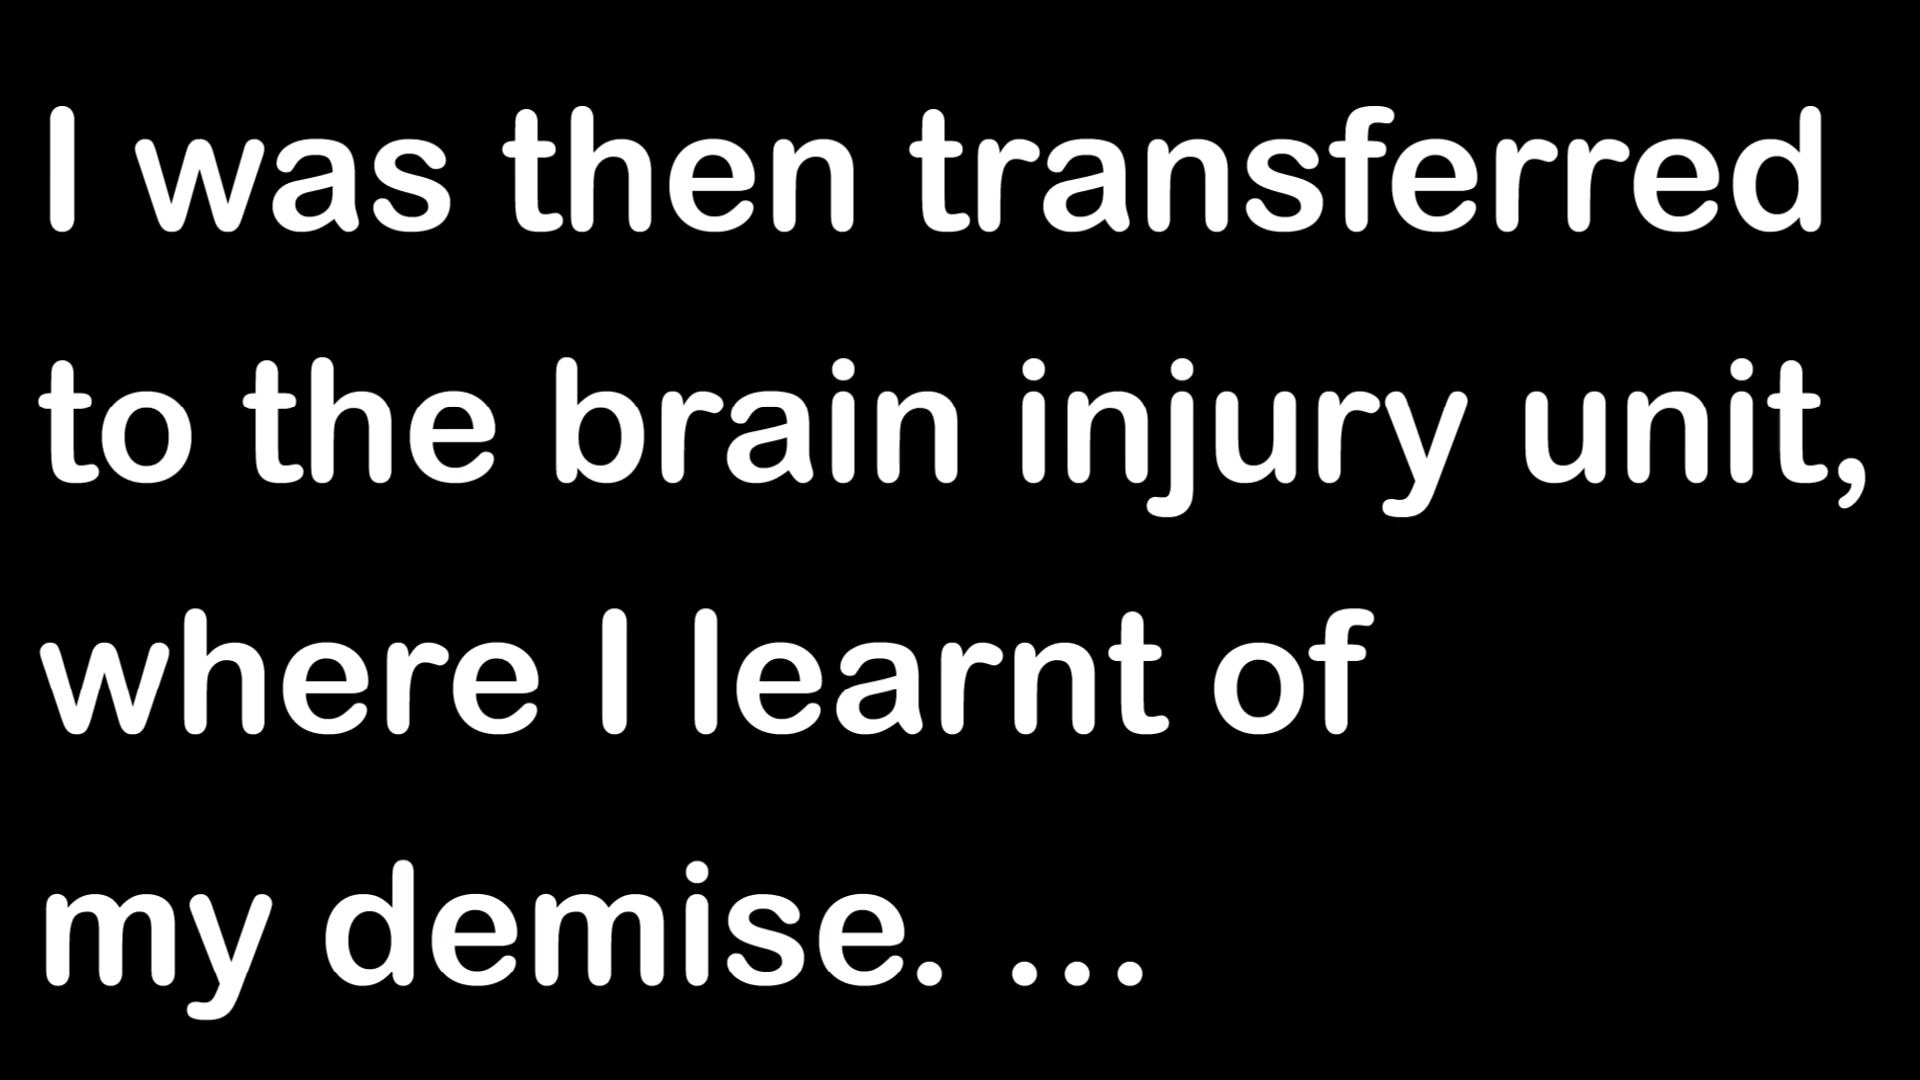 I was then transferred
to the brain injury unit,
where I learnt of
my demise. ...